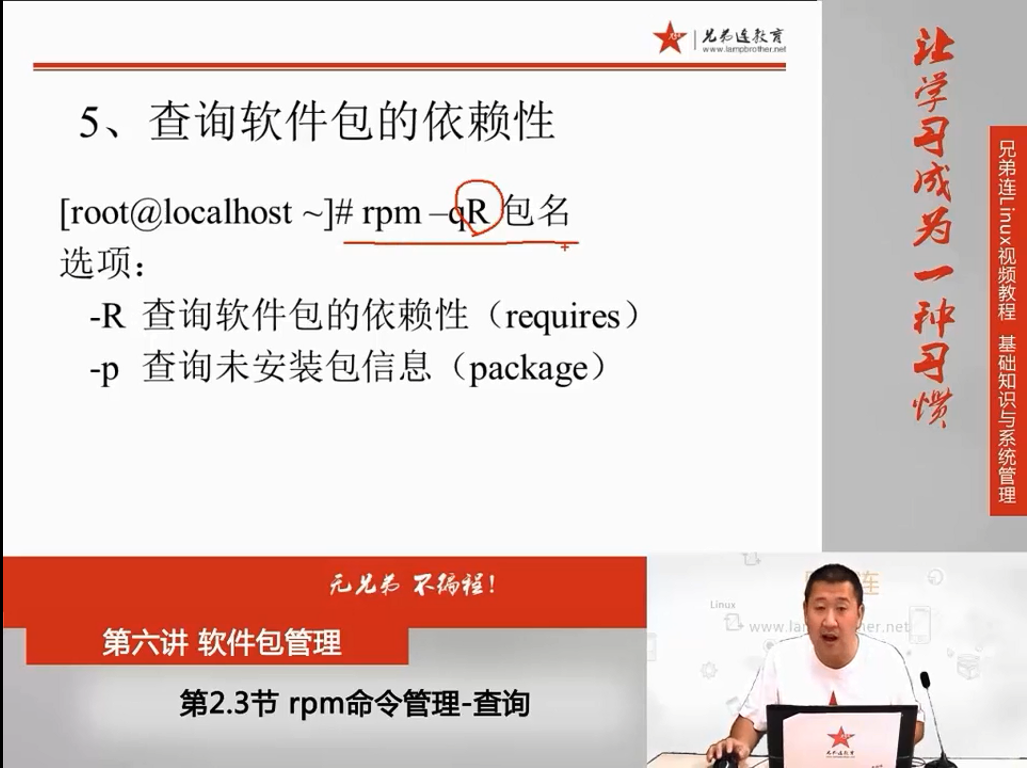 兄弟连教育
www.lampbrother.net
5、查询软件包的依赖性
[root@localhost ~]# rpm –qR 包名
选项：
-R 查询软件包的依赖性（requires）
-p 查询未安装包信息（package）
让学习成为一种习惯
兄弟连Linux视频教程 基础知识与系统管理
无兄弟 不编程！
第六讲 软件包管理
第2.3节 rpm命令管理-查询
Linux
兄弟连教育